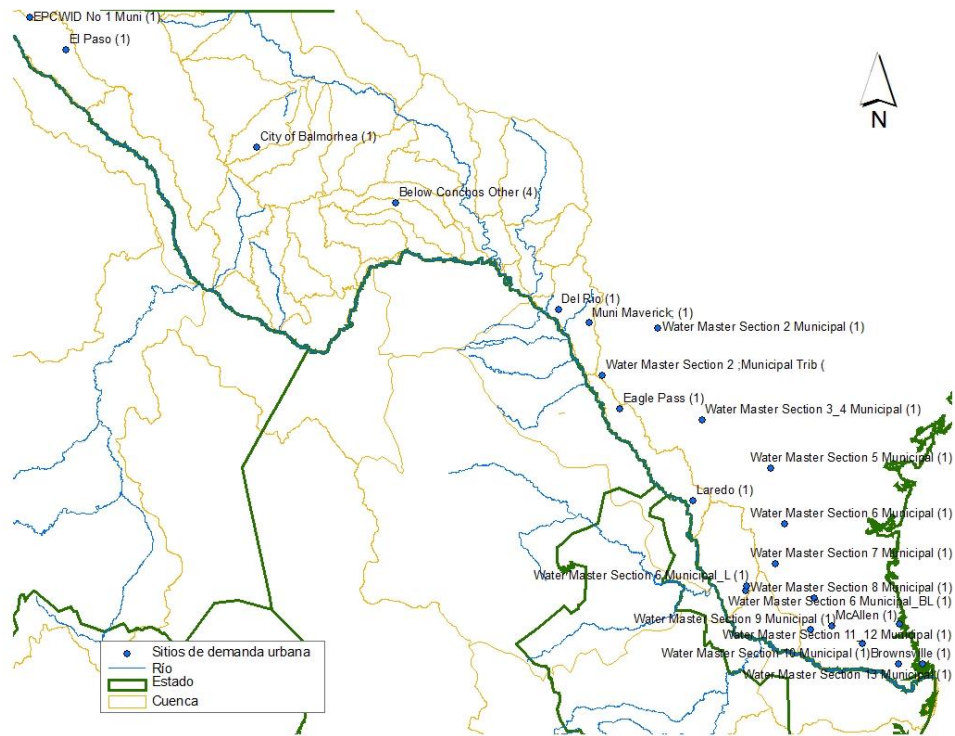 EPCWID No 1 Muni (1)
El Paso (1)
N
City of Balmorhea (1)
Below Conchos Other (4)
Del Rio (1)
Muni Maverick; (1)
Water Master Section 2 Municipal (1)
Water Master Section 2 ;Municipal Trib (
Eagle Pass (1)
Water Master Section 3_4 Municipal (1)
Water Master Section 5 Municipal (1)
Laredo (1)
Water Master Section 6 Municipal (1)
Water Master Section 7 Municipal (1)
Water Master Section 6 Municipal_L (1)
Water Master Section 8 Municipal (1)
Water Master Section 6 Municipal_BL (1)
McAllen (1)
Water Master Section 9 Municipal (1)
Water Master Section 11_12 Municipal (1)
Water Master Section 10 Municipal (1)
Brownsville (1)
Water Master Section 13 Municipal (1)
Sitios de demanda urbana
Río
Estado
Cuenca